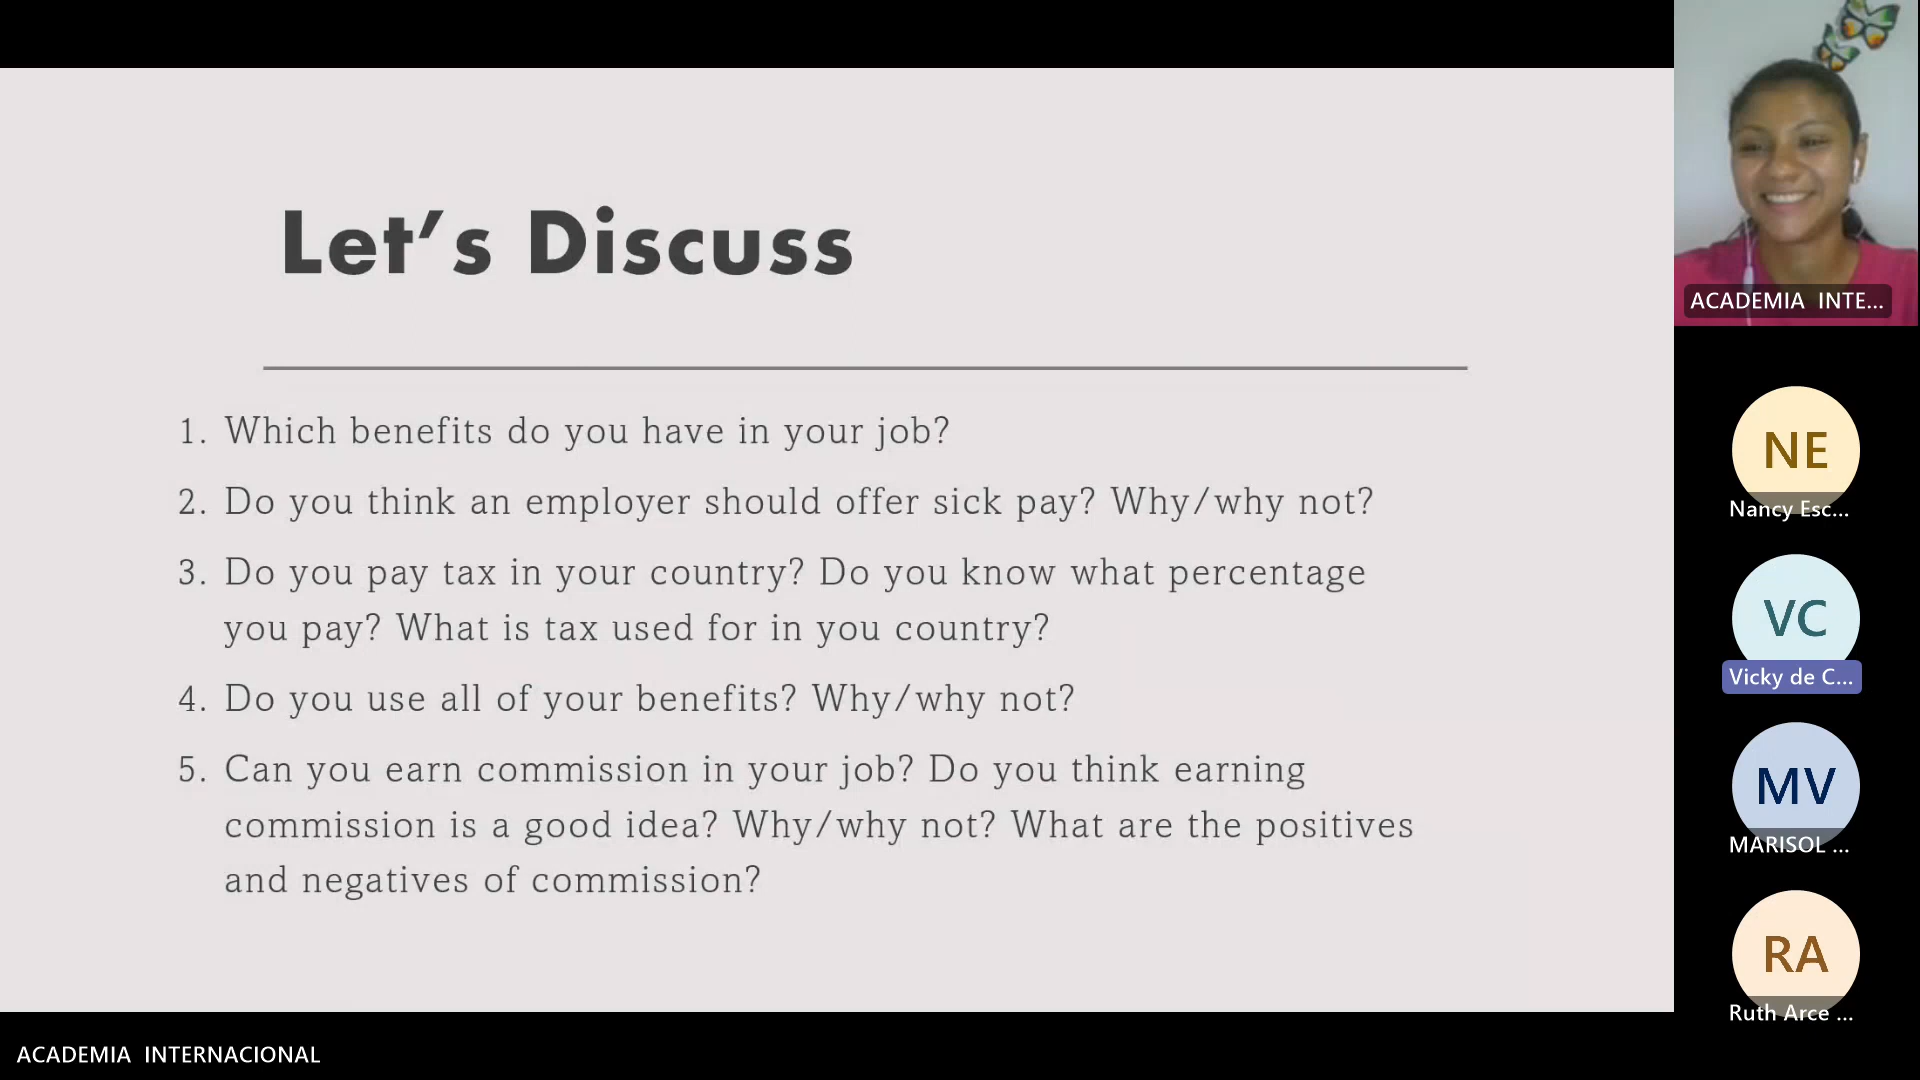 Let’s Discuss
1. Which benefits do you have in your job?
2. Do you think an employer should offer sick pay? Why/why not?
3. Do you pay tax in your country? Do you know what percentage
you pay? What is tax used for in you country?
4. Do you use all of your benefits? Why/why not?
5. Can you earn commission in your job? Do you think earning
commission is a good idea? Why/why not? What are the positives
and negatives of commission?
ACADEMIA INTE...
NE
Nancy Esc...
VC
Vicky de C...
MV
MARISOL ...
RA
Ruth Arce ...
ACADEMIA INTERNACIONAL